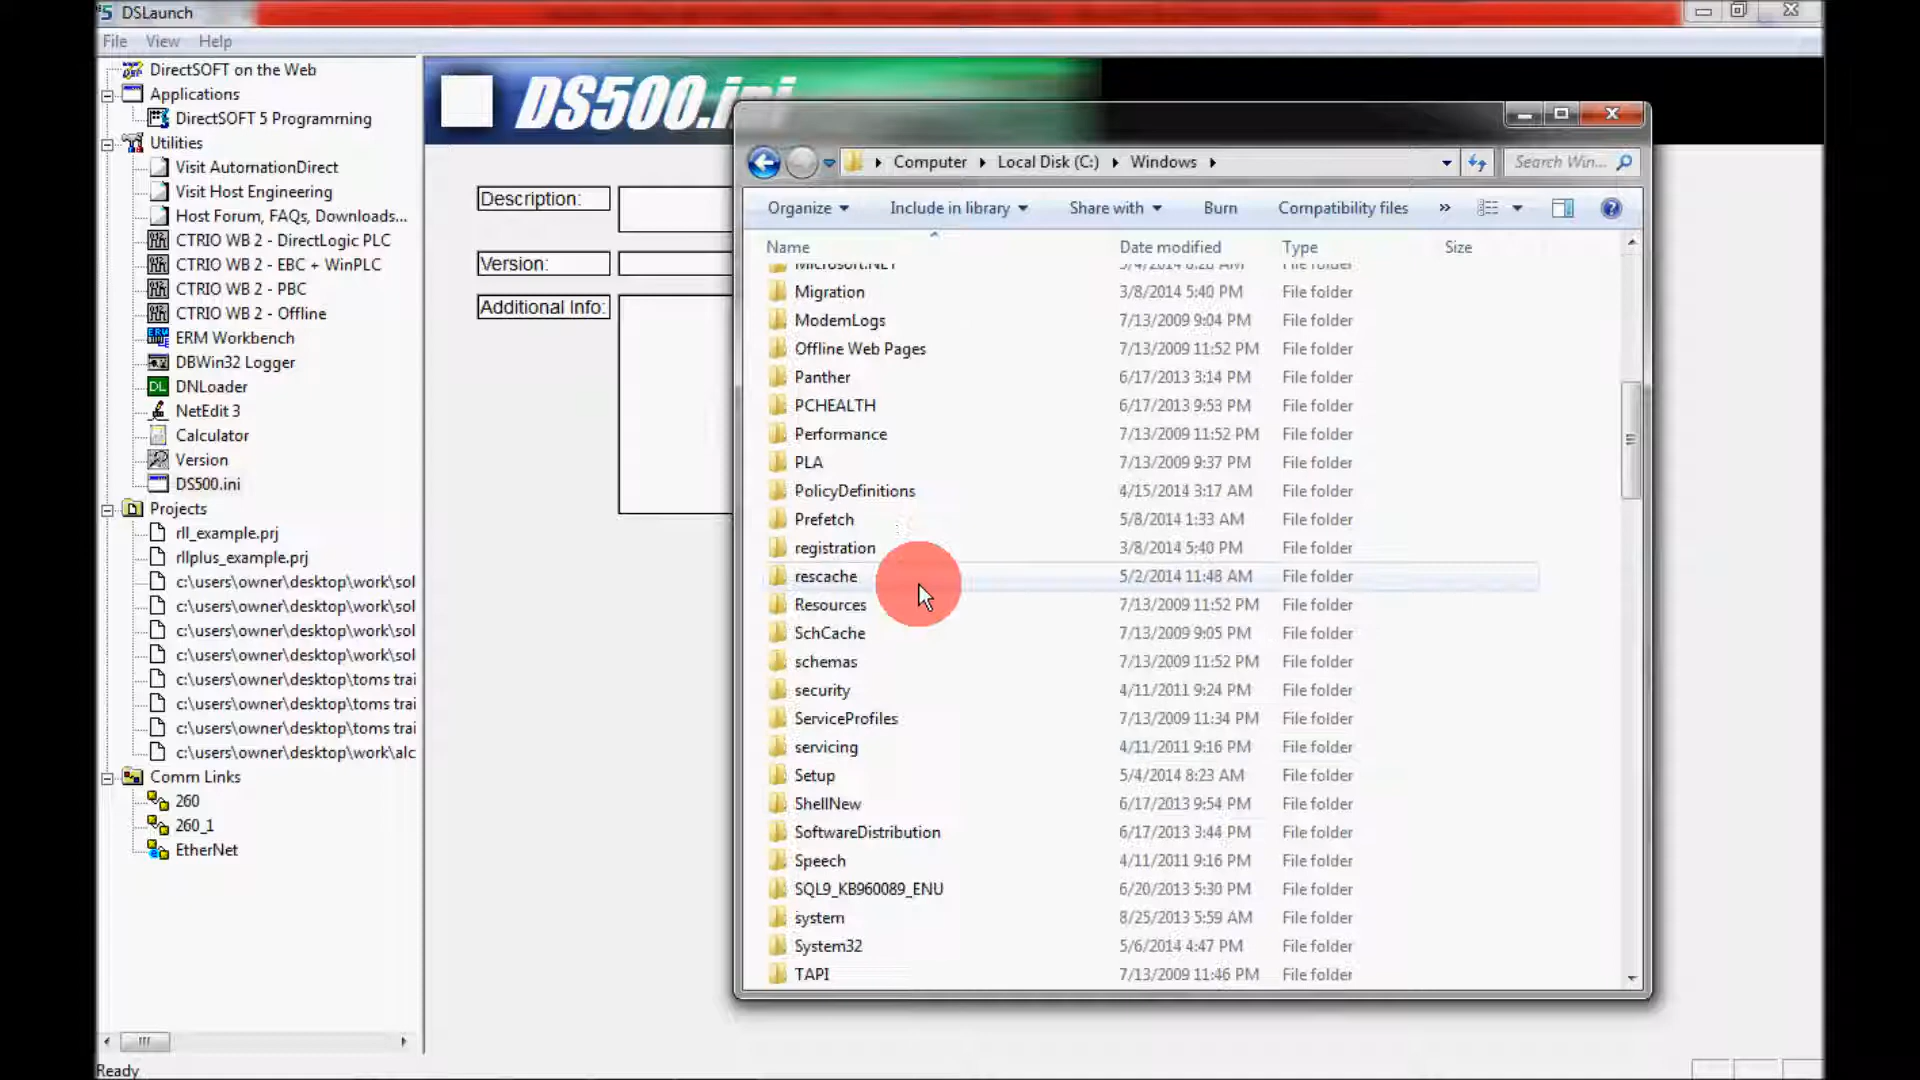 DSLaunch
File View Help
DirectSOFT on the Web
Applications
DirectSOFT 5 Programming
Utilities
Visit AutomationDirect
Visit Host Engineering
Host Forum, FAQs, Downloads...
CTRIO WB 2 - DirectLogic PLC
CTRIO WB 2 - EBC + WinPLC
CTRIO WB 2 - PBC
CTRIO WB 2 - Offline
ERM Workbench
DBWin32 Logger
DNLoader
NetEdit 3
Calculator
Version
DS500.ini
Projects
rll_example.prj
rllplus_example.prj
c:\users\owner\desktop\work\sol
c:\users\owner\desktop\work\sol
c:\users\owner\desktop\work\sol
c:\users\owner\desktop\work\sol
c:\users\owner\desktop\toms trai
c:\users\owner\desktop\toms trai
c:\users\owner\desktop\toms trai
c:\users\owner\desktop\work\alc
Comm Links
260
260_1
EtherNet
Ready
DS500.ini
Description:
Version:
Additional Info:
Computer Local Disk (C:) Windows
Search Win...
Organize Include in library Share with Burn Compatibility files »
Name Date modified Type Size
Microsoft.NET File folder
Migration 3/8/2014 5:40 PM File folder
ModemLogs 7/13/2009 9:04 PM File folder
Offline Web Pages 7/13/2009 11:52 PM File folder
Panther 6/17/2013 3:14 PM File folder
PCHEALTH 6/17/2013 9:53 PM File folder
Performance 7/13/2009 11:52 PM File folder
PLA 7/13/2009 9:37 PM File folder
PolicyDefinitions 4/15/2014 3:17 AM File folder
Prefetch 5/8/2014 1:33 AM File folder
registration 3/8/2014 5:40 PM File folder
rescache 5/2/2014 11:48 AM File folder
Resources 7/13/2009 11:52 PM File folder
SchCache 7/13/2009 9:05 PM File folder
schemas 7/13/2009 11:52 PM File folder
security 4/11/2011 9:24 PM File folder
ServiceProfiles 7/13/2009 11:34 PM File folder
servicing 4/11/2011 9:16 PM File folder
Setup 5/4/2014 8:23 AM File folder
ShellNew 6/17/2013 9:54 PM File folder
SoftwareDistribution 6/17/2013 3:44 PM File folder
Speech 4/11/2011 9:16 PM File folder
SQL9_KB960089_ENU 6/20/2013 5:30 PM File folder
system 8/25/2013 5:59 AM File folder
System32 5/6/2014 4:47 PM File folder
TAPI 7/13/2009 11:46 PM File folder